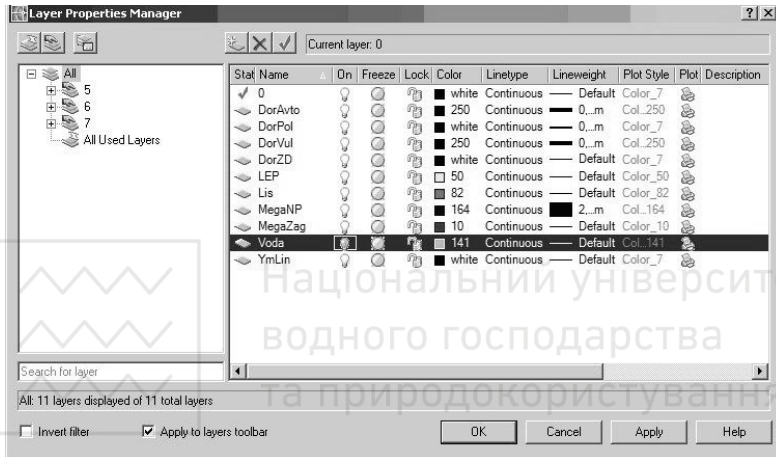 Layer Properties Manager
Current layer: 0
All
5
6
7
All Used Layers
Stat Name On Freeze Lock Color Linetype Lineweight Plot Style Plot Description
0 white Continuous Default Color_7
DorAvto 250 Continuous 0,...m Col...250
DorPol white Continuous 0,...m Color_7
DorVul 250 Continuous 0,...m Col...250
DorZD white Continuous Default Color_7
LEP 50 Continuous Default Color_50
Lis 82 Continuous Default Color_82
MegaNP 164 Continuous 2,...m Col...164
MegaZag 10 Continuous Default Color_10
Voda 141 Continuous Default Col...141
YmLin white Continuous Default Color_7
Національний університ
водного господарства
та природокористування
Search for layer
All: 11 layers displayed of 11 total layers
Invert filter Apply to layers toolbar OK Cancel Apply Help